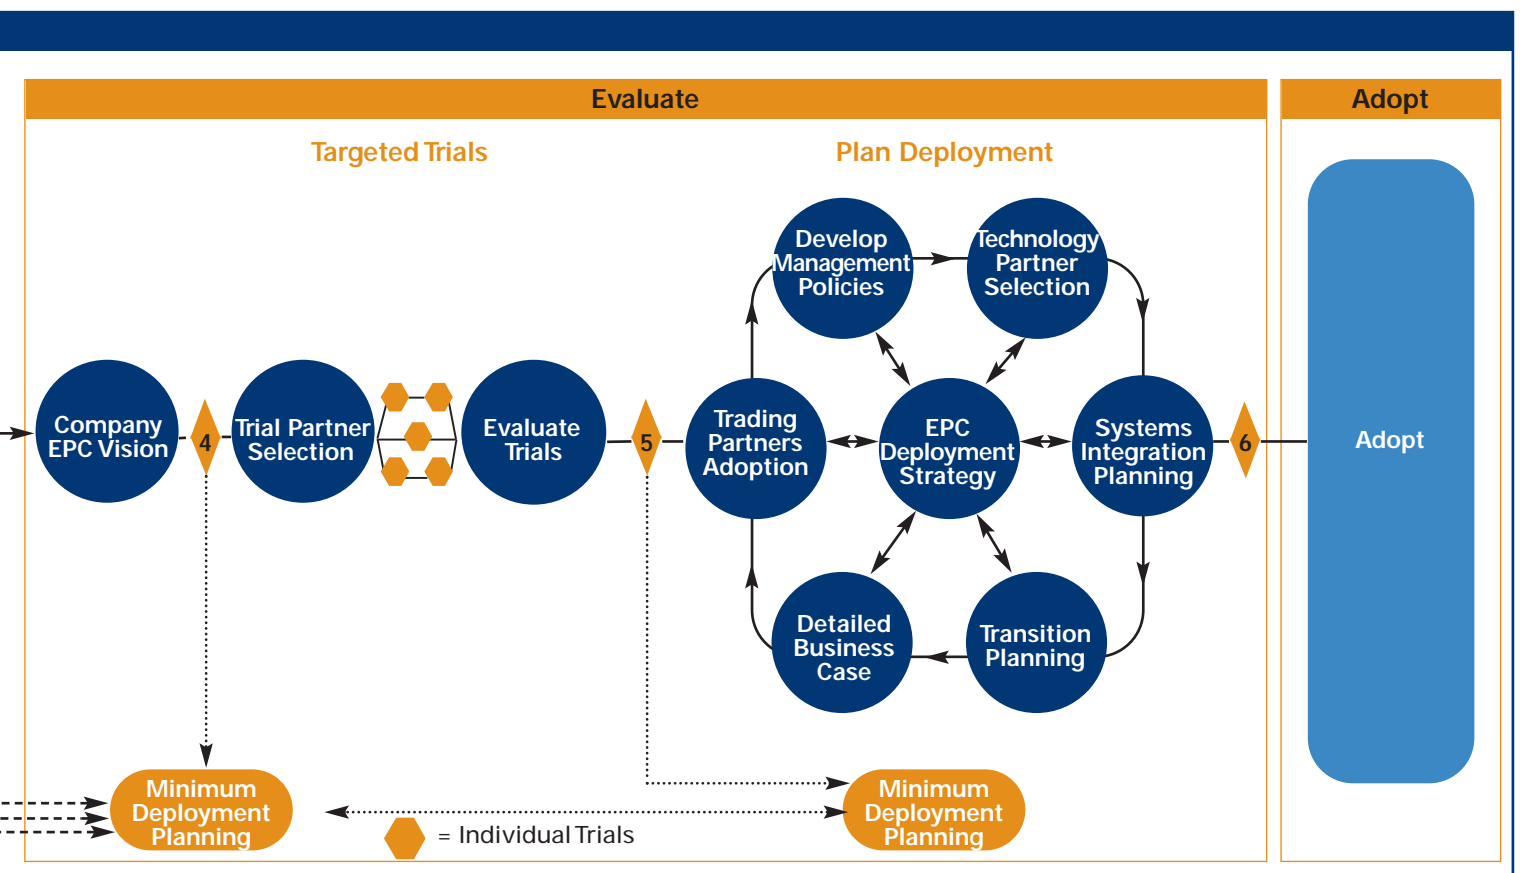 Evaluate
Adopt
Targeted Trials
Plan Deployment
Develop
Management
Policies
Technology
Partner
Selection
Company
EPC Vision
4
Trial Partner
Selection
Evaluate
Trials
5
Trading
Partners
Adoption
EPC
Deployment
Strategy
Systems
Integration
Planning
6
Adopt
Detailed
Business
Case
Transition
Planning
Minimum
Deployment
Planning
= Individual Trials
Minimum
Deployment
Planning